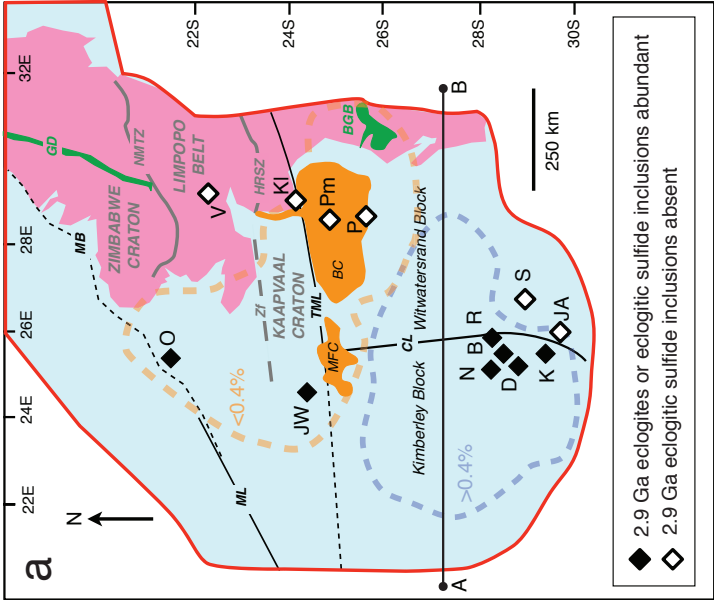 a
22E
24E
26E
28E
32E
22S
24S
26S
28S
30S
N
MB
GD
NMTZ
ZIMBABWE
CRATON
LIMPOPO
BELT
V
HRSZ
Kl
Pm
P
BC
BGB
O
ML
<0.4%
Zf
KAAPVAAL
CRATON
TML
JW
MFC
CL
Kimberley Block
Witwatersrand Block
>0.4%
A
B
N
B
R
D
K
S
JA
250 km
2.9 Ga eclogites or eclogitic sulfide inclusions abundant
2.9 Ga eclogitic sulfide inclusions absent